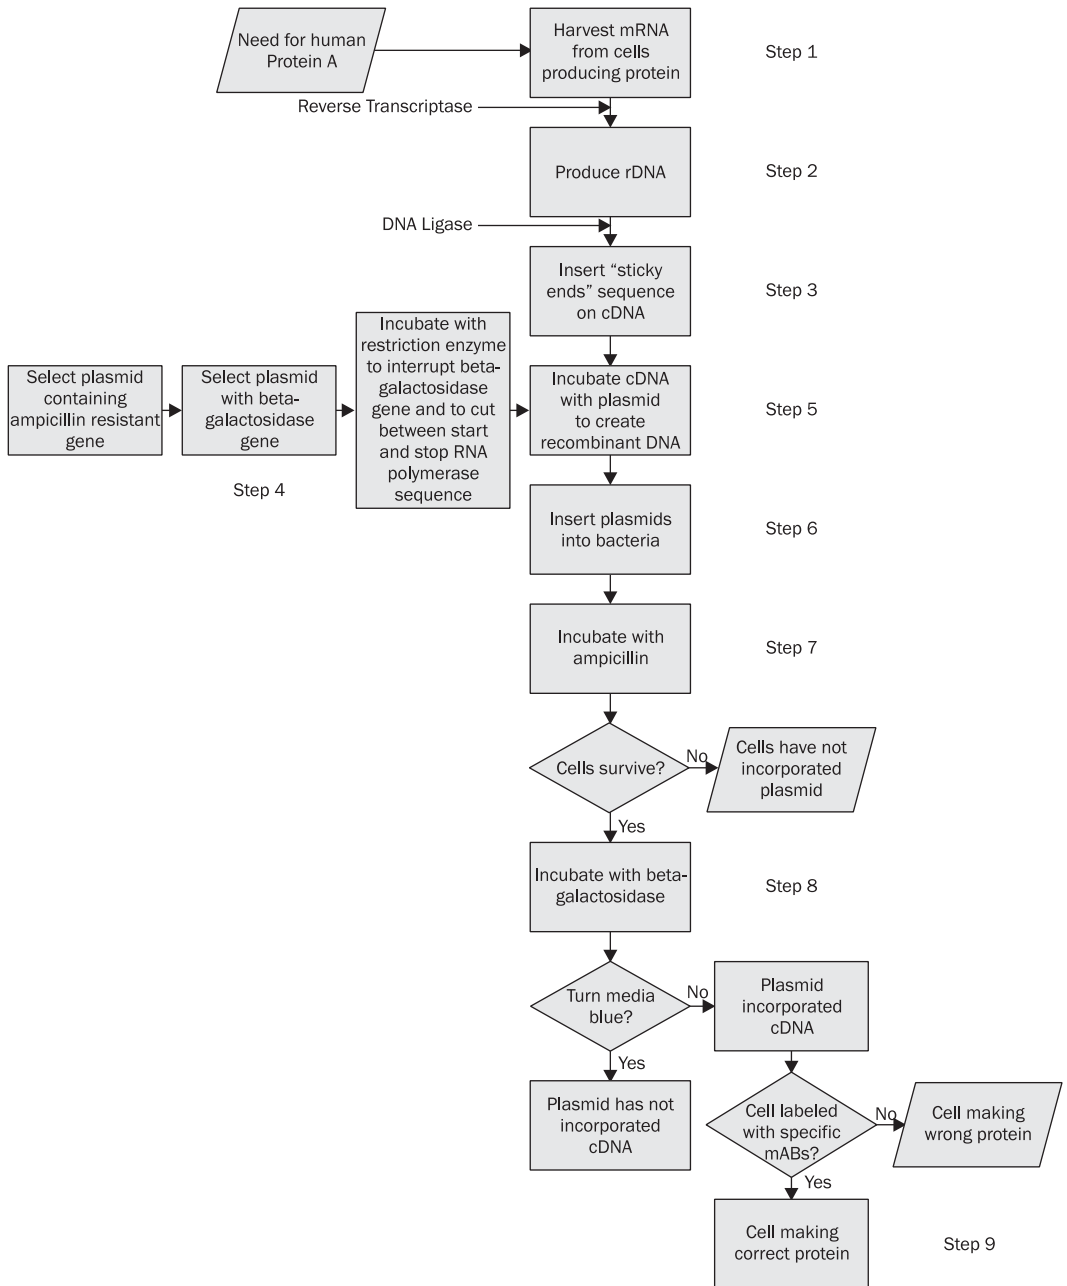 Need for human
Protein A
Harvest mRNA
from cells
producing protein
Step 1
Reverse Transcriptase
Produce rDNA
Step 2
DNA Ligase
Insert “sticky
ends” sequence
on cDNA
Step 3
Select plasmid
containing
ampicillin resistant
gene
Select plasmid
with beta-
galactosidase
gene
Step 4
Incubate with
restriction enzyme
to interrupt beta-
galactosidase
gene and to cut
between start
and stop RNA
polymerase
sequence
Incubate cDNA
with plasmid
to create
recombinant DNA
Step 5
Insert plasmids
into bacteria
Step 6
Incubate with
ampicillin
Step 7
Cells survive?
No
Cells have not
incorporated
plasmid
Yes
Incubate with beta-
galactosidase
Step 8
Turn media
blue?
No
Plasmid
incorporated
cDNA
Yes
Plasmid has not
incorporated
cDNA
Cell labeled
with specific
mABs?
No
Cell making
wrong protein
Yes
Cell making
correct protein
Step 9